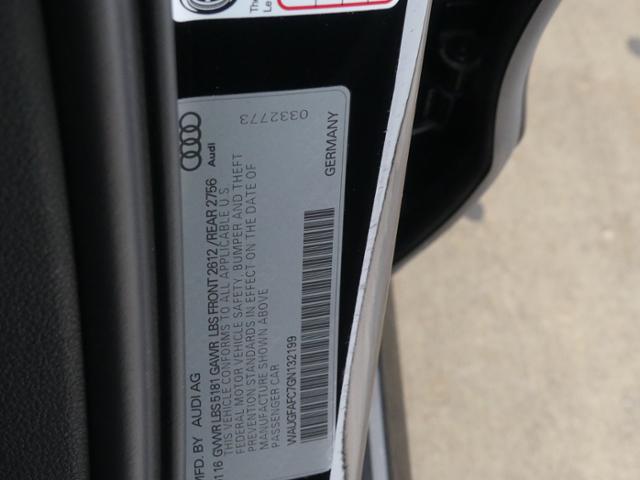 0332773
Audi
GERMANY
MFD. BY AUDI AG
116 GVWR LBS 5181 GAWR LBS FRONT 2612 / REAR 2756
THIS VEHICLE CONFORMS TO ALL APPLICABLE U.S.
FEDERAL MOTOR VEHICLE SAFETY, BUMPER AND THEFT
PREVENTION STANDARDS IN EFFECT ON THE DATE OF
MANUFACTURE SHOWN ABOVE
PASSENGER CAR
WAUGFAFC7GN132199
The
Le